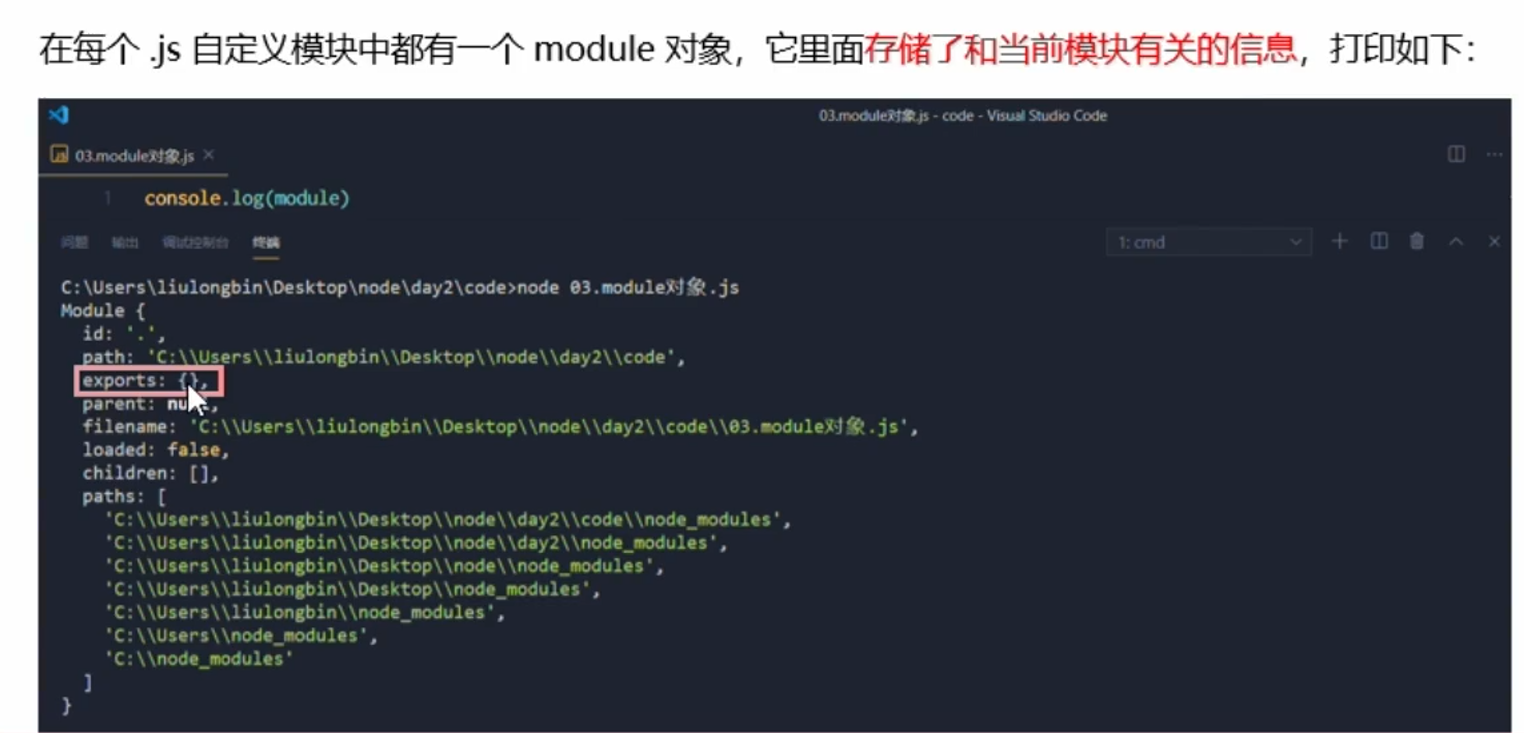 在每个 .js 自定义模块中都有一个 module 对象，它里面存储了和当前模块有关的信息，打印如下：
03.module对象.js - code - Visual Studio Code
03.module对象.js
1 console.log(module)
问题 输出 调试控制台 终端 1: cmd
C:\Users\liulongbin\Desktop\node\day2\code>node 03.module对象.js
Module {
id: '.',
path: 'C:\\Users\\liulongbin\\Desktop\\node\\day2\\code',
exports: {},
parent: null,
filename: 'C:\\Users\\liulongbin\\Desktop\\node\\day2\\code\\03.module对象.js',
loaded: false,
children: [],
paths: [
'C:\\Users\\liulongbin\\Desktop\\node\\day2\\code\\node_modules',
'C:\\Users\\liulongbin\\Desktop\\node\\day2\\node_modules',
'C:\\Users\\liulongbin\\Desktop\\node\\node_modules',
'C:\\Users\\liulongbin\\Desktop\\node_modules',
'C:\\Users\\liulongbin\\node_modules',
'C:\\Users\\node_modules',
'C:\\node_modules'
]
}